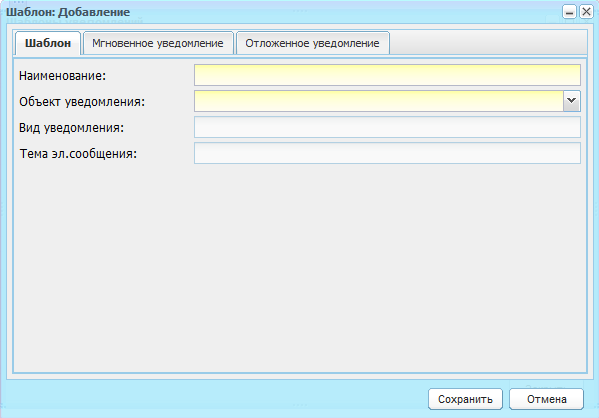 Шаблон: Добавление
Шаблон Мгновенное уведомление Отложенное уведомление
Наименование:
Объект уведомления:
Вид уведомления:
Тема эл.сообщения:
Сохранить Отмена